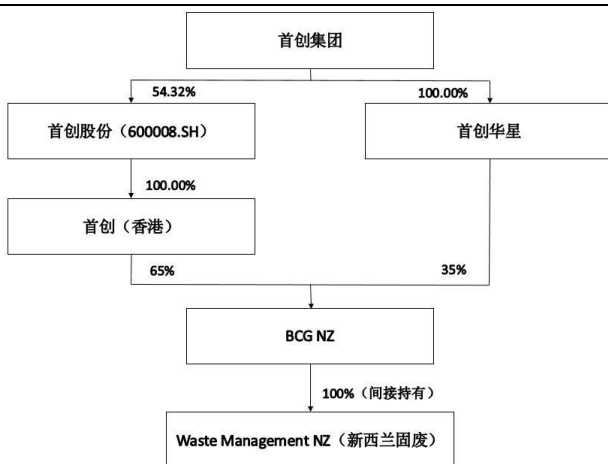 首创集团
54.32%
100.00%
首创股份（600008.SH）
首创华星
100.00%
首创（香港）
65%
35%
BCG NZ
100%（间接持有）
Waste Management NZ（新西兰固废）